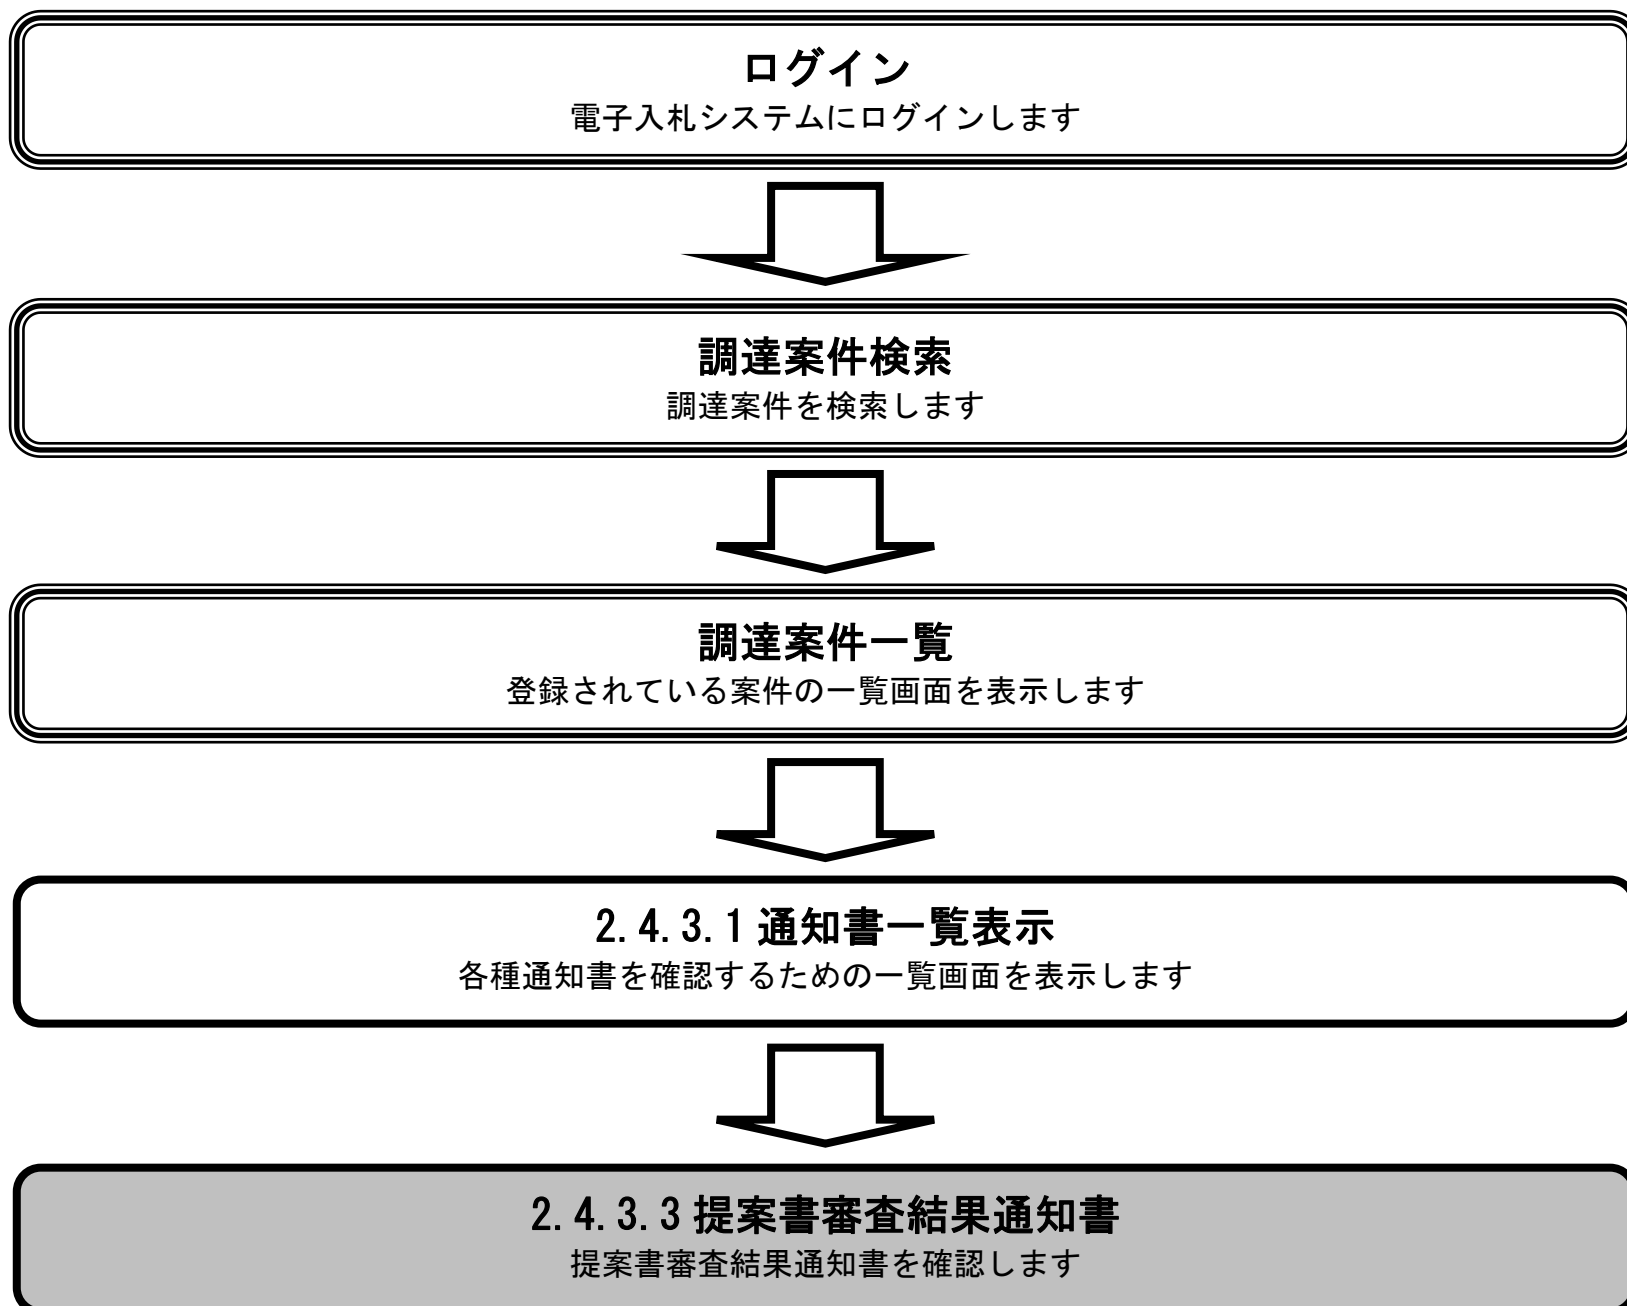 ログイン
電子入札システムにログインします
調達案件検索
調達案件を検索します
調達案件一覧
登録されている案件の一覧画面を表示します
2.4.3.1 通知書一覧表示
各種通知書を確認するための一覧画面を表示します
2.4.3.3 提案書審査結果通知書
提案書審査結果通知書を確認します